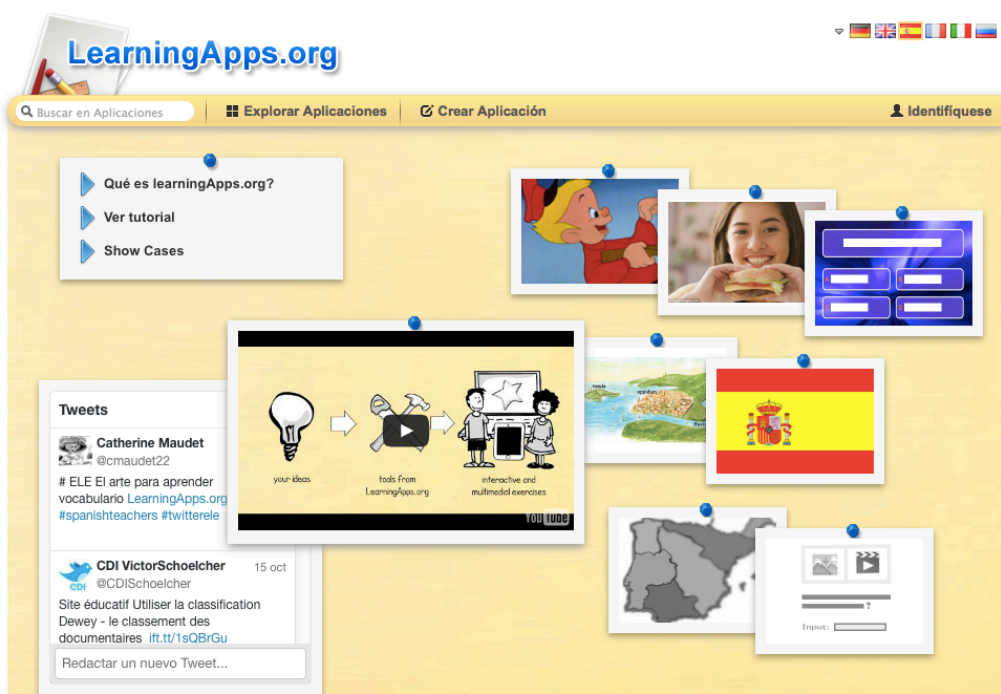 LearningApps.org
Buscar en Aplicaciones
Explorar Aplicaciones
Crear Aplicación
Identifíquese
Qué es learningApps.org?
Ver tutorial
Show Cases
your ideas
tools from
LearningApps.org
interactive and
multimedial exercises
YouTube
Tweets
Catherine Maudet
@cmaudet22
# ELE El arte para aprender
vocabulario LearningApps.org
#spanishteachers #twitterele
CDI
CDI VictorSchoelcher
15 oct
@CDISchoelcher
Site éducatif Utiliser la classification
Dewey - le classement des
documentaires ift.tt/1sQBrGu
Redactar un nuevo Tweet...
oppidum
?
Input: